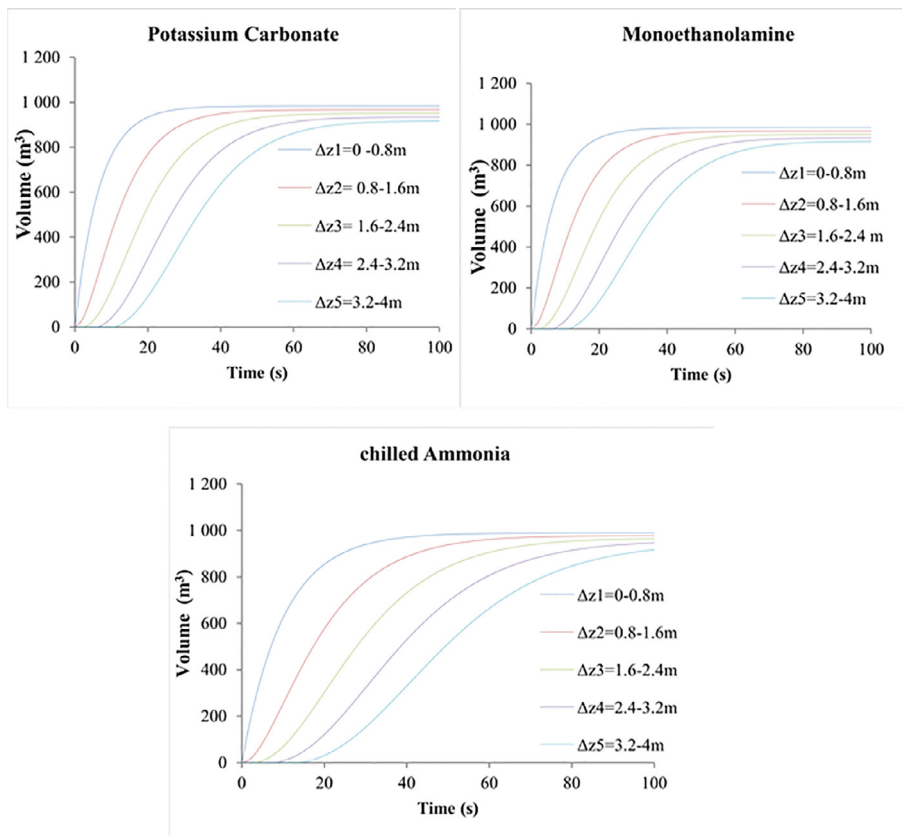 Potassium Carbonate
1 200
1 000
800
600
400
200
0
Volume (m³)
Δz1=0 -0.8m
Δz2= 0.8-1.6m
Δz3= 1.6-2.4m
Δz4= 2.4-3.2m
Δz5=3.2-4m
0 20 40 60 80 100
Time (s)
Monoethanolamine
1 200
1 000
800
600
400
200
0
Volume (m³)
Δz1=0-0.8m
Δz2=0.8-1.6m
Δz3=1.6-2.4 m
Δz4=2.4-3.2m
Δz5=3.2-4m
0 20 40 60 80 100
Time (s)
chilled Ammonia
1 200
1 000
800
600
400
200
0
Volume (m³)
Δz1=0-0.8m
Δz2=0.8-1.6m
Δz3=1.6-2.4m
Δz4=2.4-3.2m
Δz5=3.2-4m
0 20 40 60 80 100
Time (s)